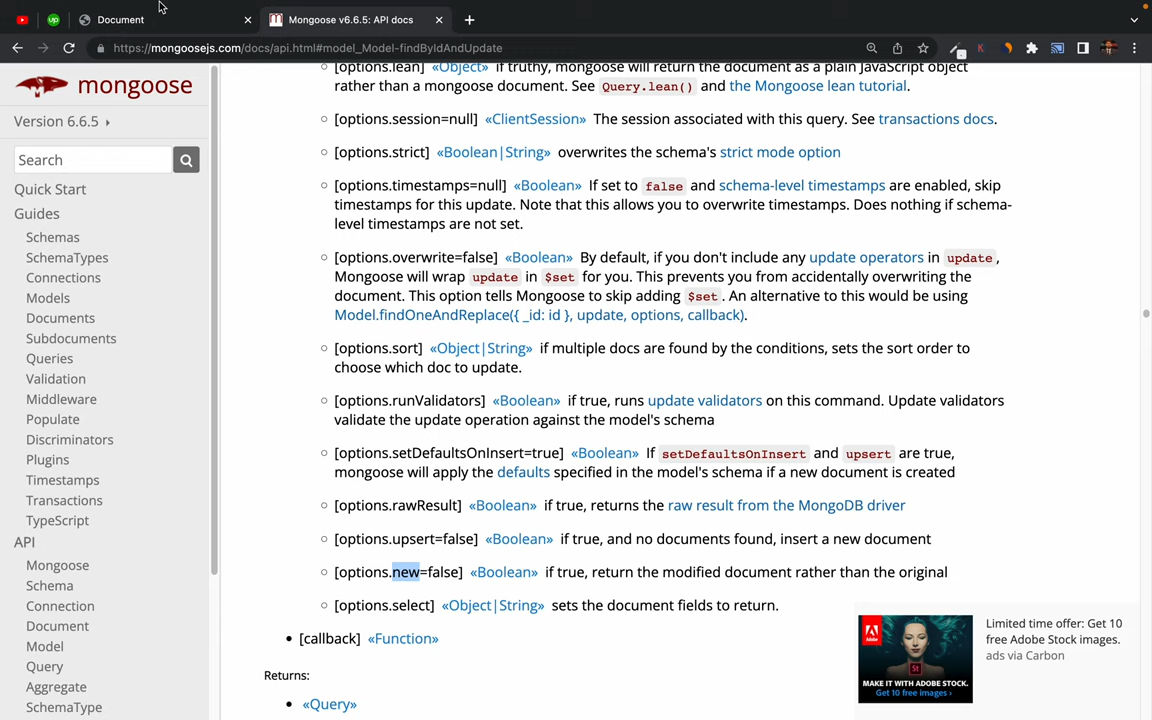 Document
Mongoose v6.6.5: API docs
https://mongoosejs.com/docs/api.html#model_Model-findByIdAndUpdate
mongoose
Version 6.6.5
Search
Quick Start
Guides
Schemas
SchemaTypes
Connections
Models
Documents
Subdocuments
Queries
Validation
Middleware
Populate
Discriminators
Plugins
Timestamps
Transactions
TypeScript
API
Mongoose
Schema
Connection
Document
Model
Query
Aggregate
SchemaType
[options.lean] «Object» if truthy, mongoose will return the document as a plain JavaScript object
rather than a mongoose document. See Query.lean() and the Mongoose lean tutorial.
[options.session=null] «ClientSession» The session associated with this query. See transactions docs.
[options.strict] «Boolean|String» overwrites the schema's strict mode option
[options.timestamps=null] «Boolean» If set to false and schema-level timestamps are enabled, skip
timestamps for this update. Note that this allows you to overwrite timestamps. Does nothing if schema-
level timestamps are not set.
[options.overwrite=false] «Boolean» By default, if you don't include any update operators in update,
Mongoose will wrap update in $set for you. This prevents you from accidentally overwriting the
document. This option tells Mongoose to skip adding $set. An alternative to this would be using
Model.findOneAndReplace({ _id: id }, update, options, callback).
[options.sort] «Object|String» if multiple docs are found by the conditions, sets the sort order to
choose which doc to update.
[options.runValidators] «Boolean» if true, runs update validators on this command. Update validators
validate the update operation against the model's schema
[options.setDefaultsOnInsert=true] «Boolean» If setDefaultsOnInsert and upsert are true,
mongoose will apply the defaults specified in the model's schema if a new document is created
[options.rawResult] «Boolean» if true, returns the raw result from the MongoDB driver
[options.upsert=false] «Boolean» if true, and no documents found, insert a new document
[options.new=false] «Boolean» if true, return the modified document rather than the original
[options.select] «Object|String» sets the document fields to return.
[callback] «Function»
Returns:
«Query»
MAKE IT WITH ADOBE STOCK.
Get 10 free images ›
Limited time offer: Get 10
free Adobe Stock images.
ads via Carbon